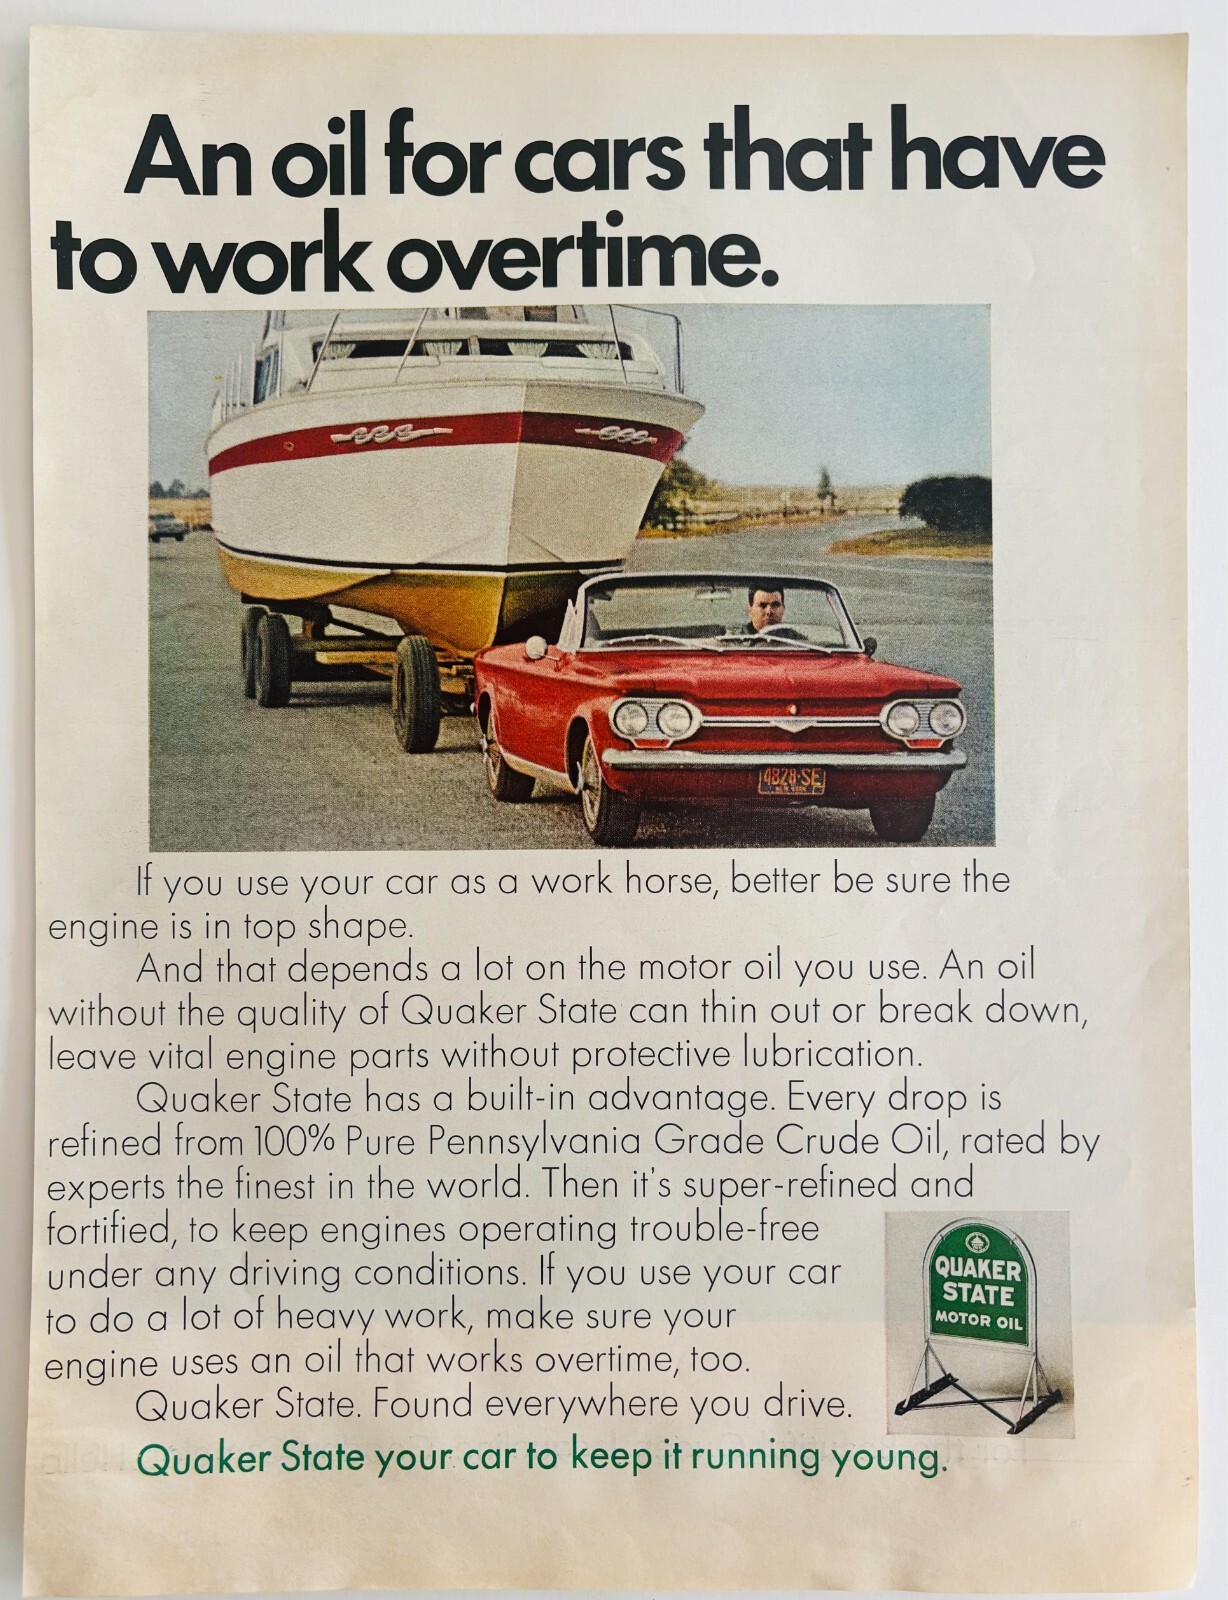 An oil for cars that have
to work overtime.
4828-SE
NEW YORK
If you use your car as a work horse, better be sure the
engine is in top shape.
And that depends a lot on the motor oil you use. An oil
without the quality of Quaker State can thin out or break down,
leave vital engine parts without protective lubrication.
Quaker State has a built-in advantage. Every drop is
refined from 100% Pure Pennsylvania Grade Crude Oil, rated by
experts the finest in the world. Then it's super-refined and
fortified, to keep engines operating trouble-free
under any driving conditions. If you use your car
to do a lot of heavy work, make sure your
engine uses an oil that works overtime, too.
Quaker State. Found everywhere you drive.
Quaker State your car to keep it running young.
QUAKER
STATE
MOTOR OIL